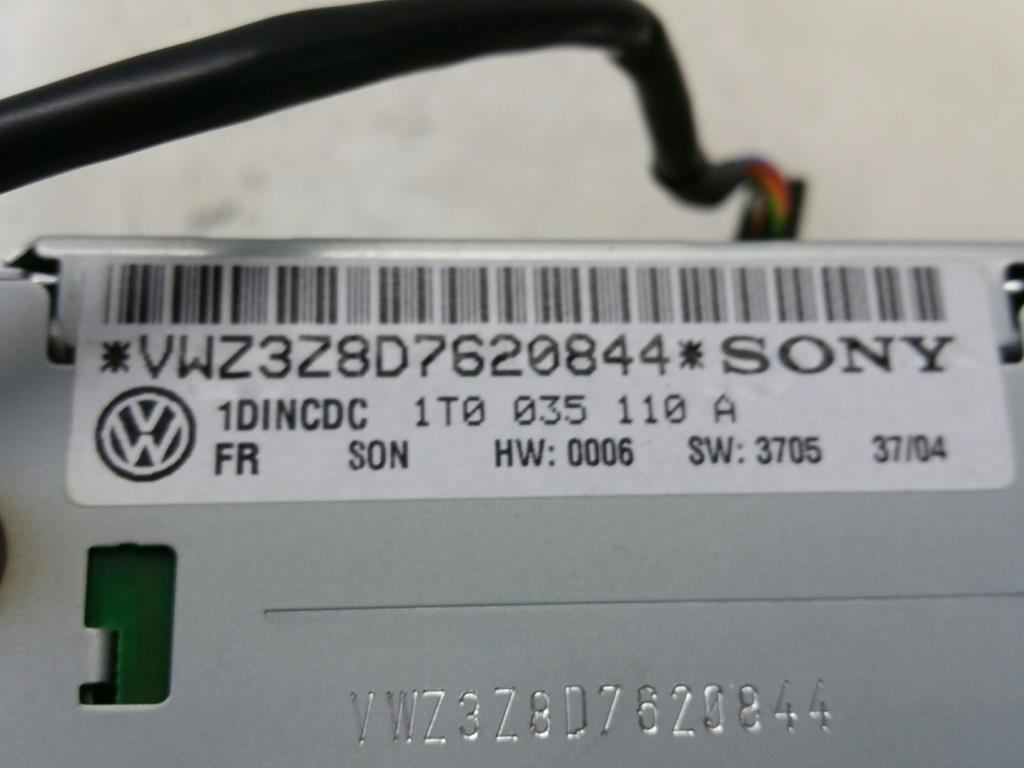 *VWZ3Z8D7620844* SONY
1DINCDC 1T0 035 110 A
FR SON HW: 0006 SW: 3705 37/04
VWZ3Z8D7620844